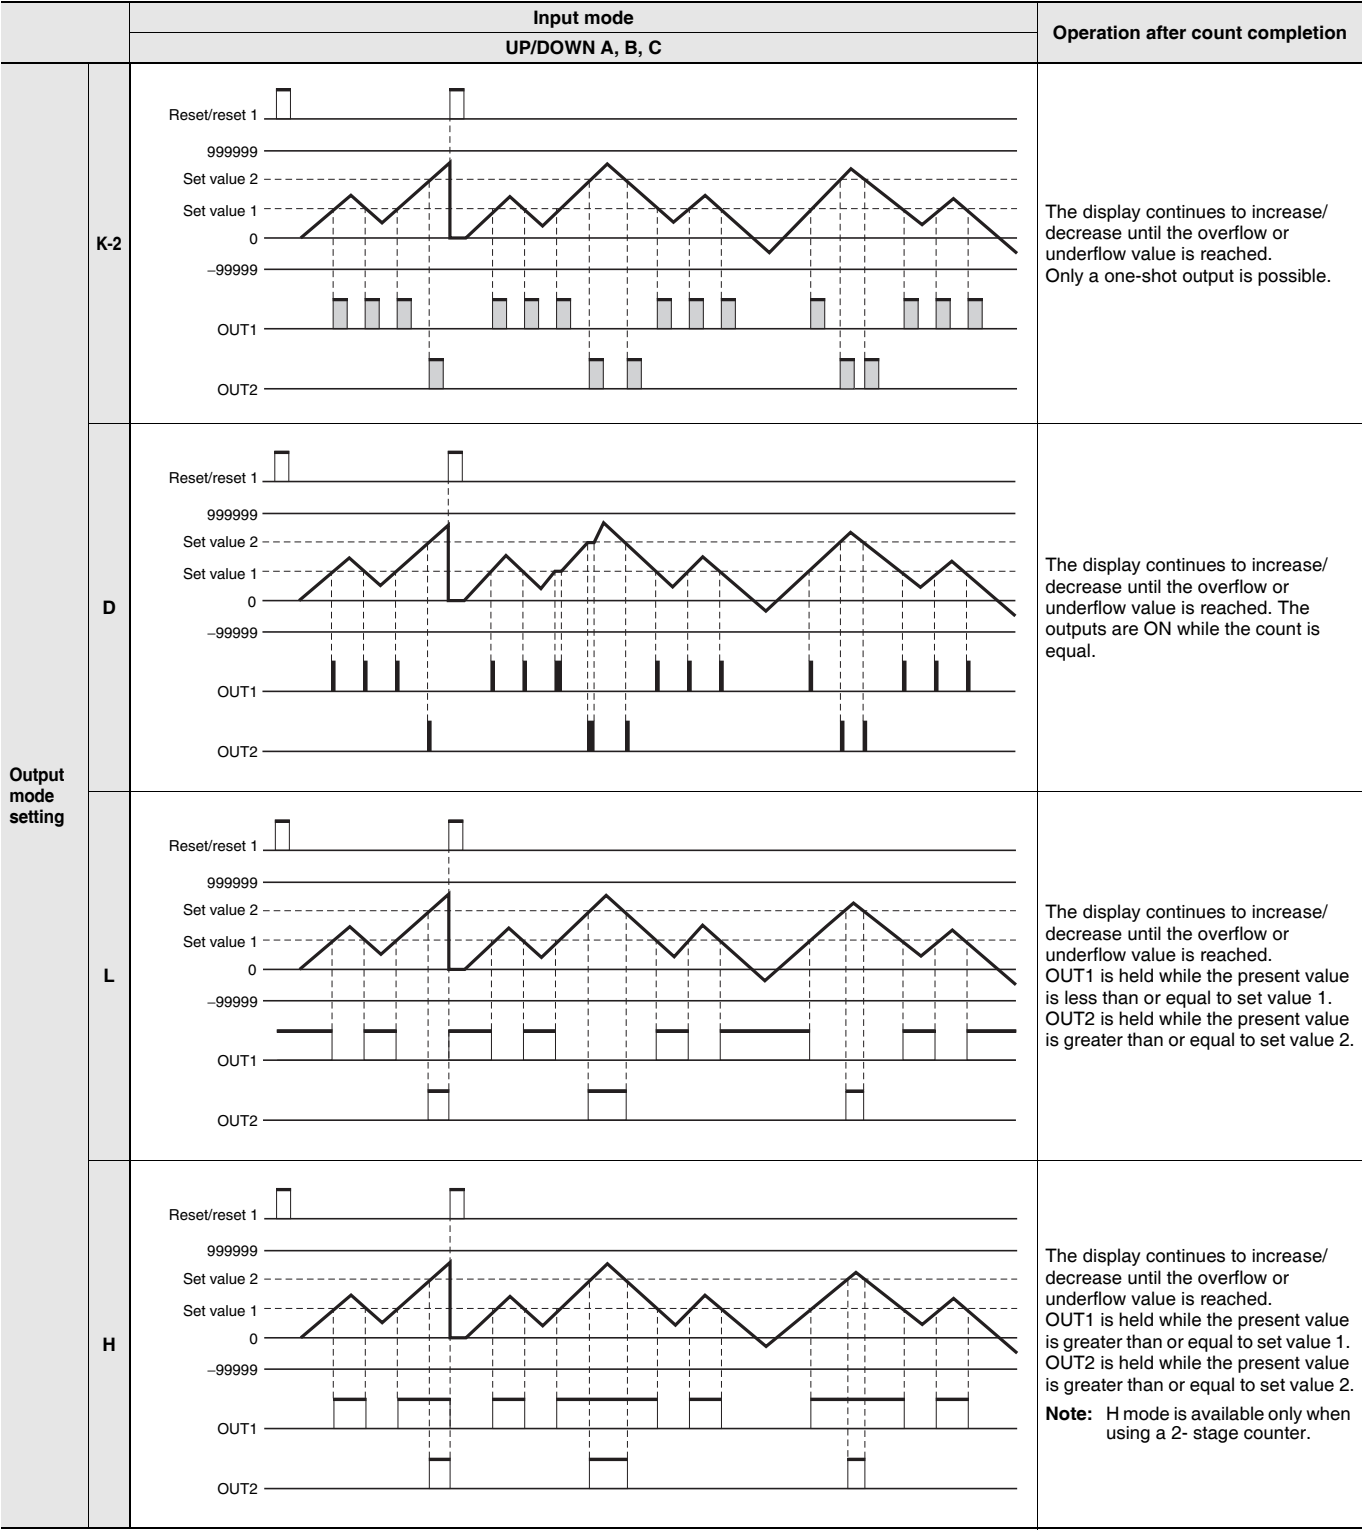 Input mode
Operation after count completion
UP/DOWN A, B, C
Output
mode
setting
K-2
Reset/reset 1
999999
Set value 2
Set value 1
0
−99999
OUT1
OUT2
The display continues to increase/
decrease until the overflow or
underflow value is reached.
Only a one-shot output is possible.
D
Reset/reset 1
999999
Set value 2
Set value 1
0
−99999
OUT1
OUT2
The display continues to increase/
decrease until the overflow or
underflow value is reached. The
outputs are ON while the count is
equal.
L
Reset/reset 1
999999
Set value 2
Set value 1
0
−99999
OUT1
OUT2
The display continues to increase/
decrease until the overflow or
underflow value is reached.
OUT1 is held while the present value
is less than or equal to set value 1.
OUT2 is held while the present value
is greater than or equal to set value 2.
H
Reset/reset 1
999999
Set value 2
Set value 1
0
−99999
OUT1
OUT2
The display continues to increase/
decrease until the overflow or
underflow value is reached.
OUT1 is held while the present value
is greater than or equal to set value 1.
OUT2 is held while the present value
is greater than or equal to set value 2.
Note: H mode is available only when
using a 2- stage counter.